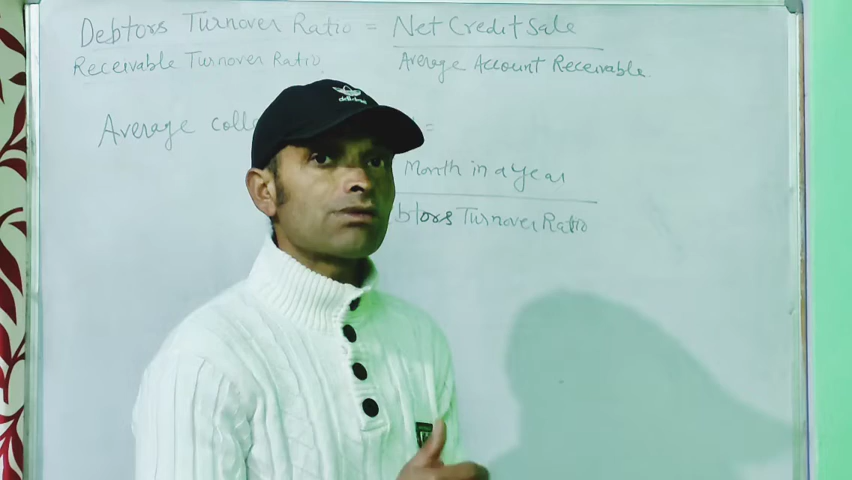 Debtors Turnover Ratio = Net Credit Sale
Receivable Turnover Ratio Average Account Receivable
Average coll =
Month in a year
btors Turnover Ratio